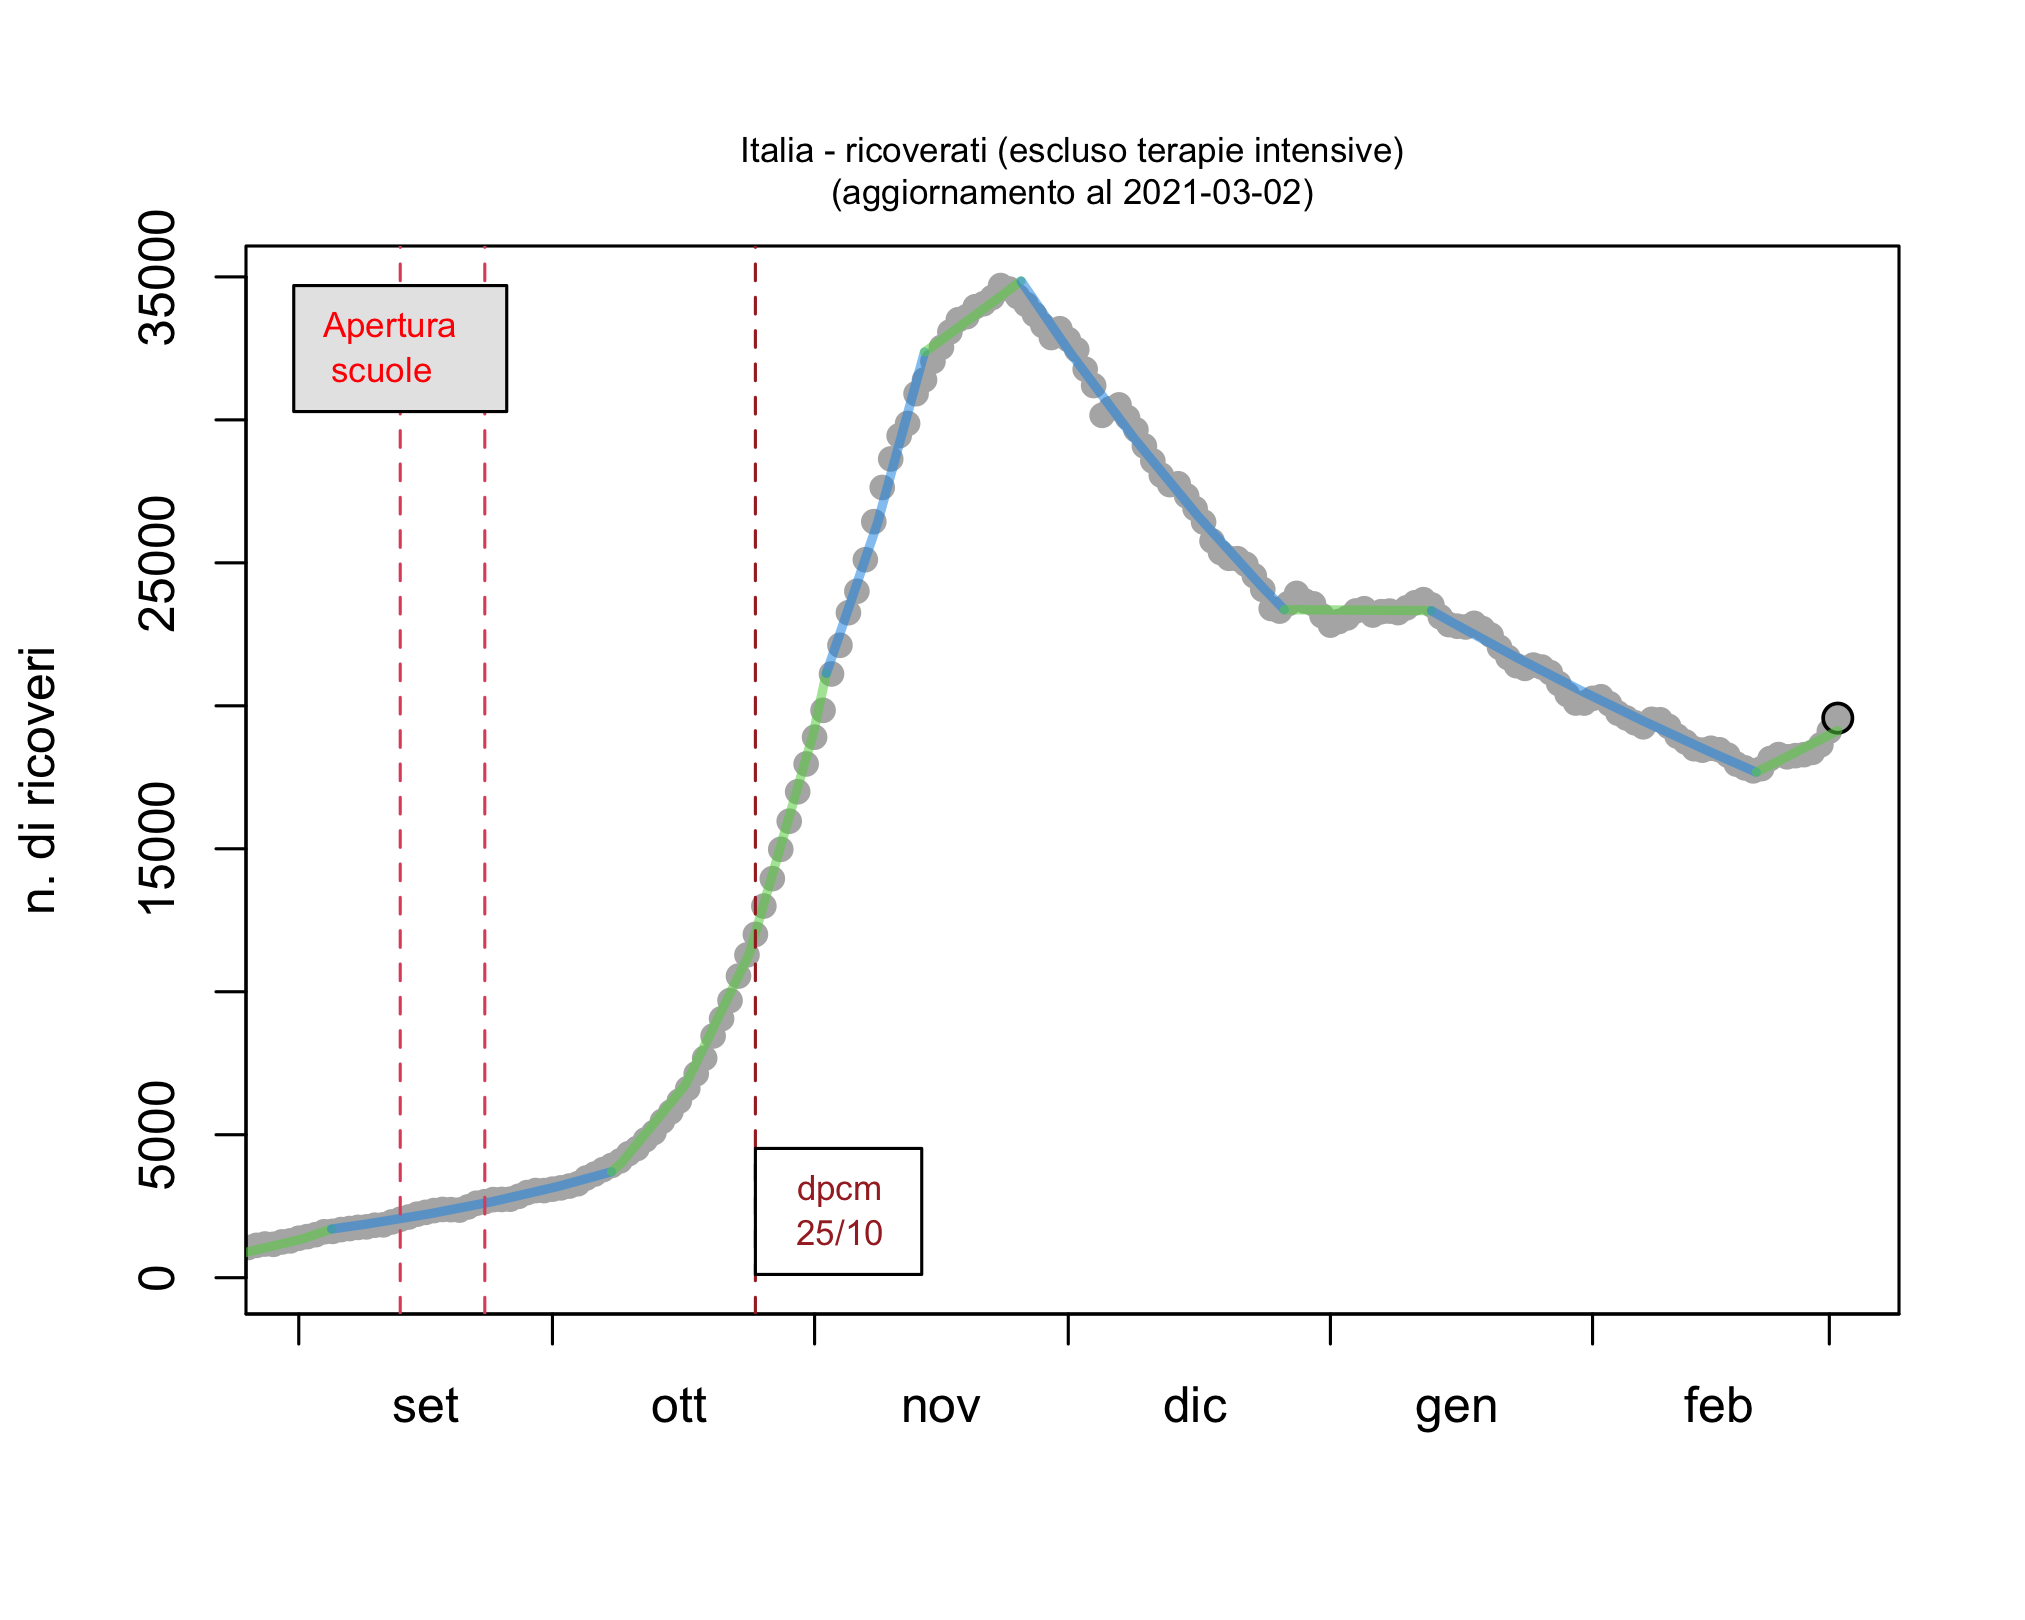 Italia - ricoverati (escluso terapie intensive)
(aggiornamento al 2021-03-02)
35000
25000
15000
5000
0
n. di ricoveri
Apertura
scuole
dpcm
25/10
set
ott
nov
dic
gen
feb